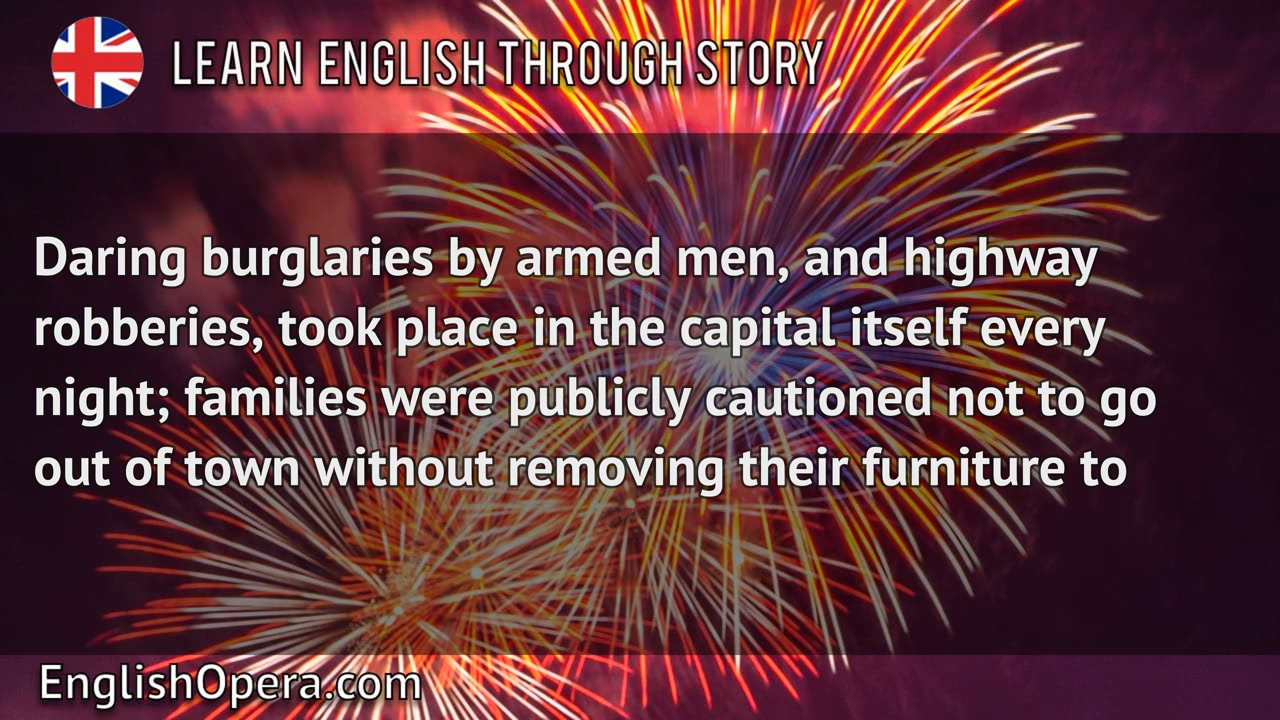 LEARN ENGLISH THROUGH STORY
Daring burglaries by armed men, and highway
robberies, took place in the capital itself every
night; families were publicly cautioned not to go
out of town without removing their furniture to
EnglishOpera.com